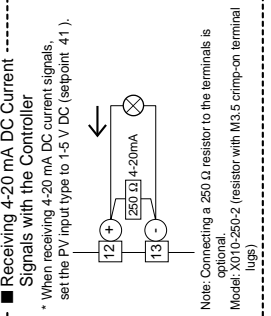 ■ Receiving 4-20 mA DC Current
Signals with the Controller
* When receiving 4-20 mA DC current signals,
set the PV input type to 1-5 V DC (setpoint 41 ).
12 +
250 Ω 4-20mA
13 -
Note: Connecting a 250 Ω resistor to the terminals is
optional.
Model: X010-250-2 (resistor with M3.5 crimp-on terminal
lugs)